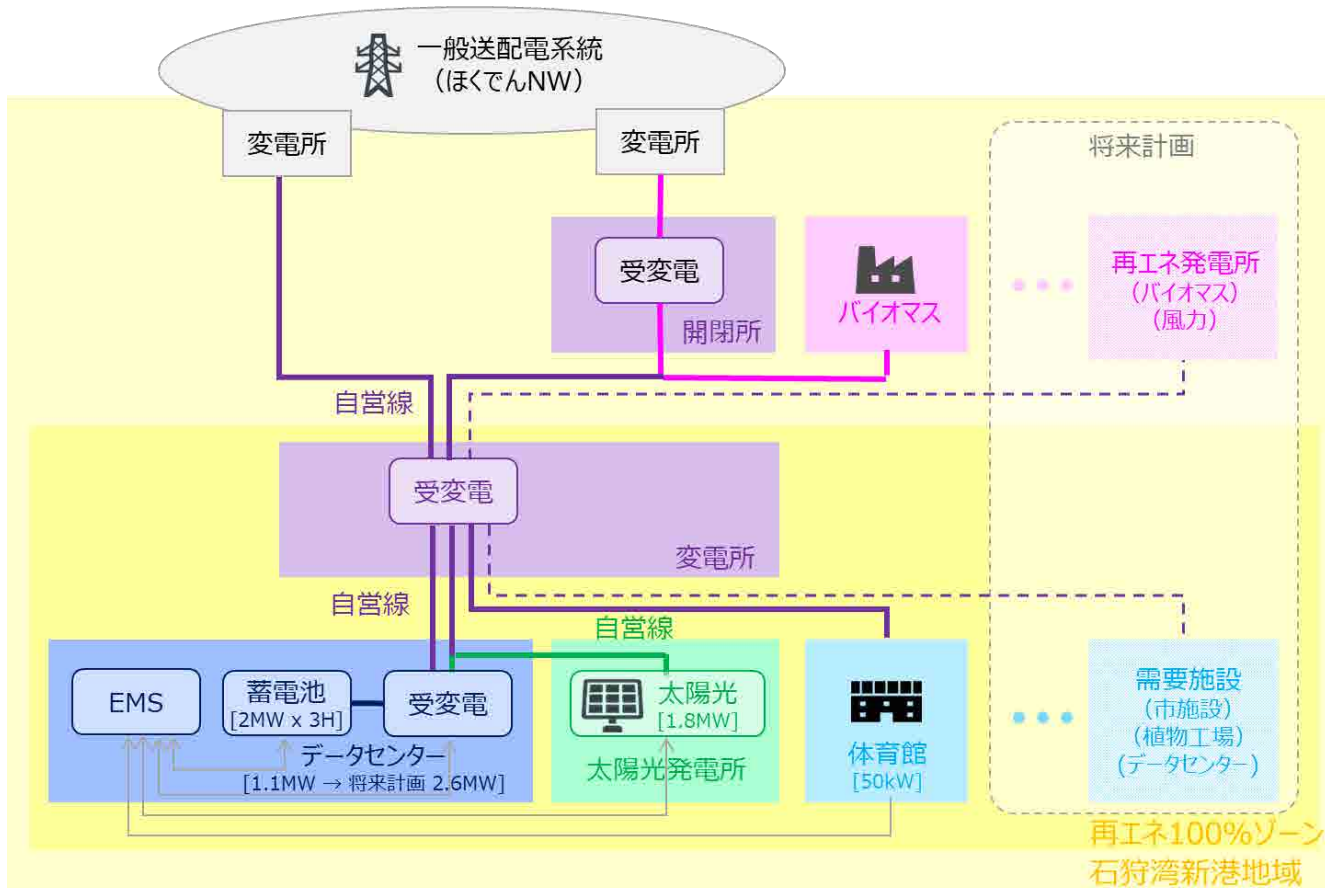 一般送配電系統
（ほくでんNW）
変電所
変電所
将来計画
受変電
開閉所
バイオマス
再エネ発電所
（バイオマス）
（風力）
自営線
受変電
変電所
自営線
自営線
EMS
蓄電池
[2MW x 3H]
受変電
データセンター
[1.1MW → 将来計画 2.6MW]
太陽光
[1.8MW]
太陽光発電所
体育館
[50kW]
需要施設
（市施設）
（植物工場）
（データセンター）
再エネ100%ゾーン
石狩湾新港地域